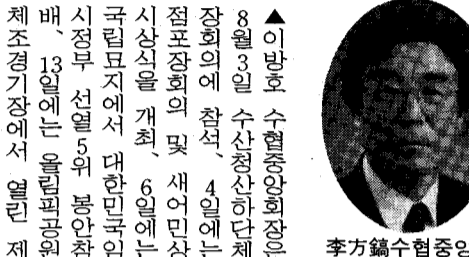 ▲이방호 수협중앙회장은
8월3일 수산청산하단체
장회의에 참석、4일에는
점포장회의 및 새어민상
시상식을 개최、6일에는
국립묘지에서 대한민국임
시정부 선열5위 봉안참
배、13일에는 올림픽공원
체조경기장에서 열린 제
李方鎬수협중앙